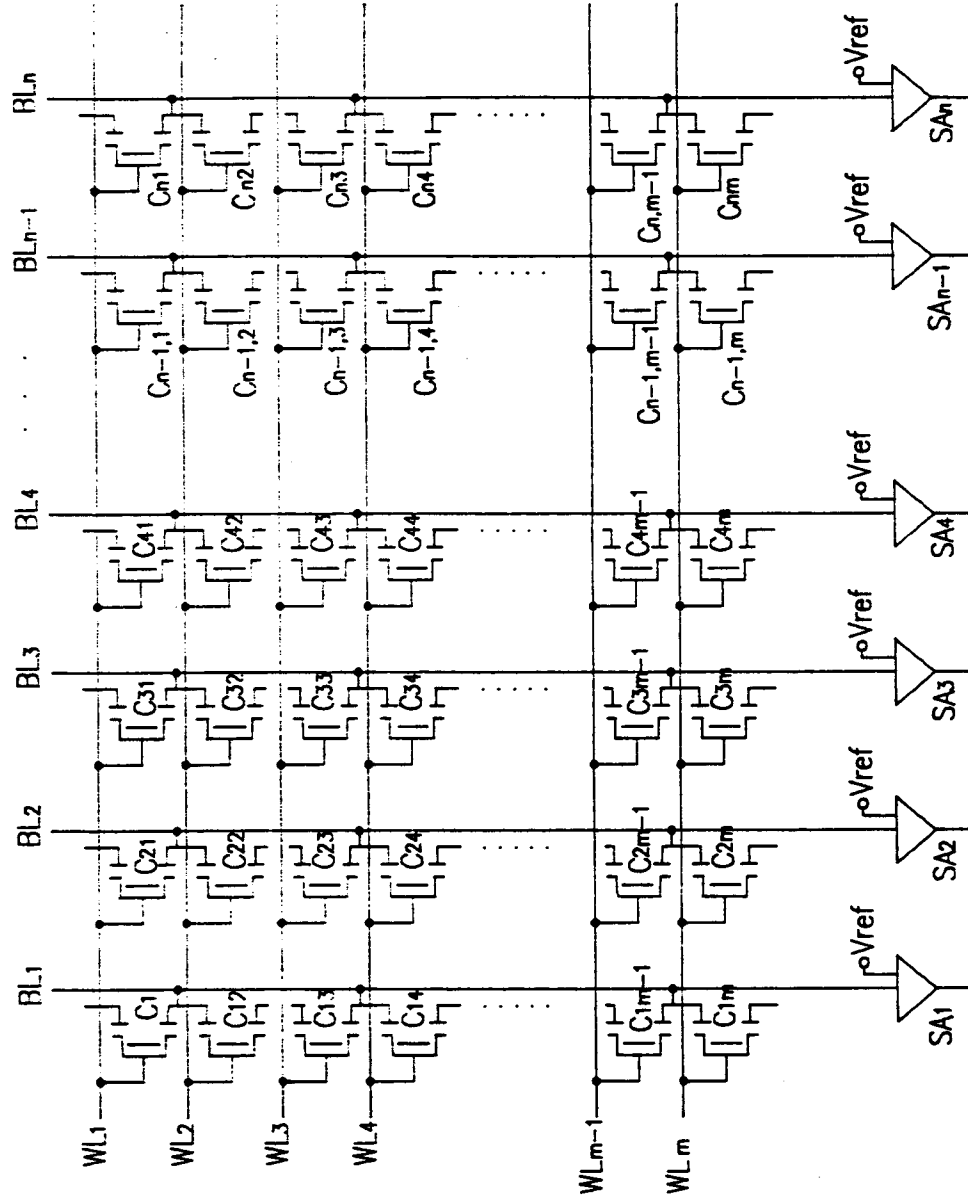 BL1 BL2 BL3 BL4 . . . BLn-1 BLn
WL1
C1 C21 C31 C41 Cn-1,1 Cn1
WL2
C12 C22 C32 C42 Cn-1,2 Cn2
WL3
C13 C23 C33 C43 Cn-1,3 Cn3
WL4
C14 C24 C34 C44 Cn-1,4 Cn4
WLm-1
C1m-1 C2m-1 C3m-1 C4m-1 Cn-1,m-1 Cn,m-1
WLm
C1m C2m C3m C4m Cn-1,m Cnm
Vref Vref Vref Vref Vref Vref
SA1 SA2 SA3 SA4 SAn-1 SAn